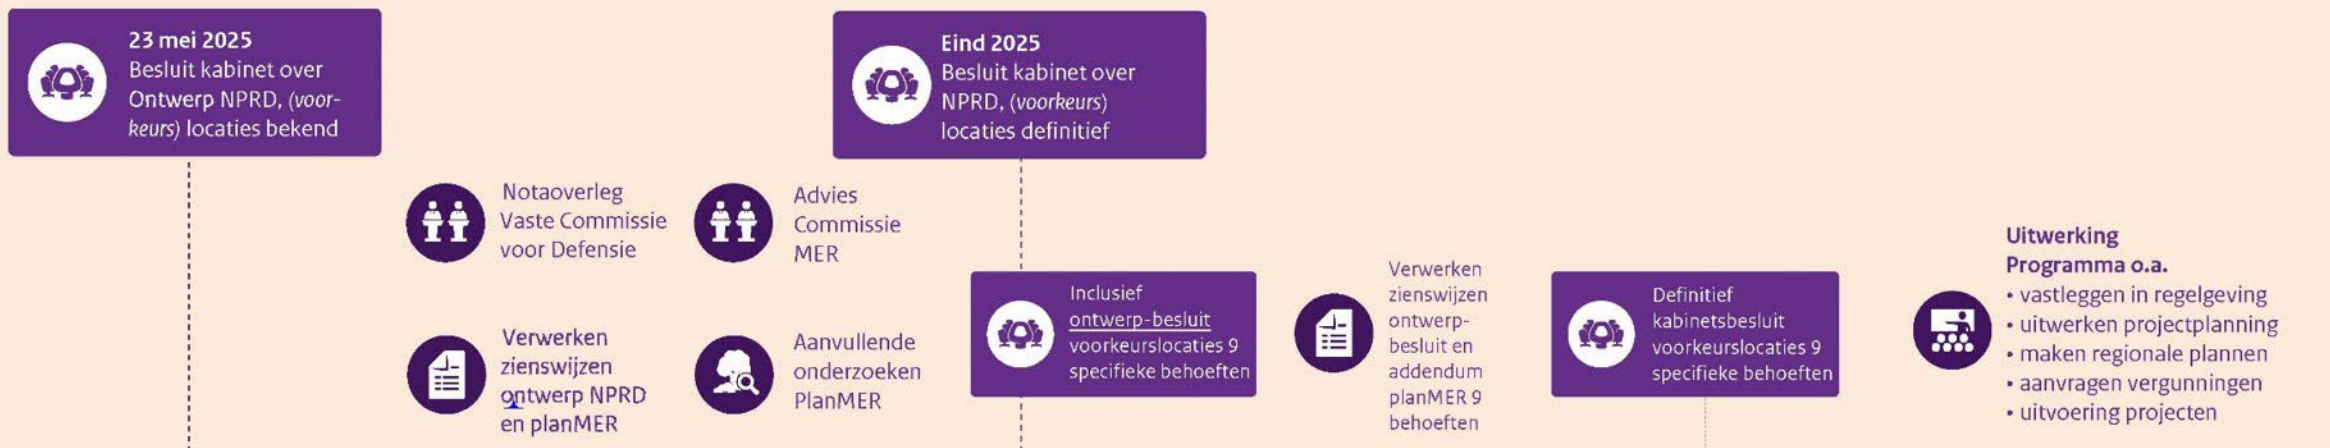 23 mei 2025
Besluit kabinet over
Ontwerp NPRD, (voor-
keurs) locaties bekend
Eind 2025
Besluit kabinet over
NPRD, (voorkeurs)
locaties definitief
Notaoverleg
Vaste Commissie
voor Defensie
Advies
Commissie
MER
Verwerken
zienswijzen
ontwerp NPRD
en planMER
Aanvullende
onderzoeken
PlanMER
Inclusief
ontwerp-besluit
voorkeurslocaties 9
specifieke behoeften
Verwerken
zienswijzen
ontwerp-
besluit en
addendum
planMER 9
behoeften
Definitief
kabinetsbesluit
voorkeurslocaties 9
specifieke behoeften
Uitwerking
Programma o.a.
• vastleggen in regelgeving
• uitwerken projectplanning
• maken regionale plannen
• aanvragen vergunningen
• uitvoering projecten